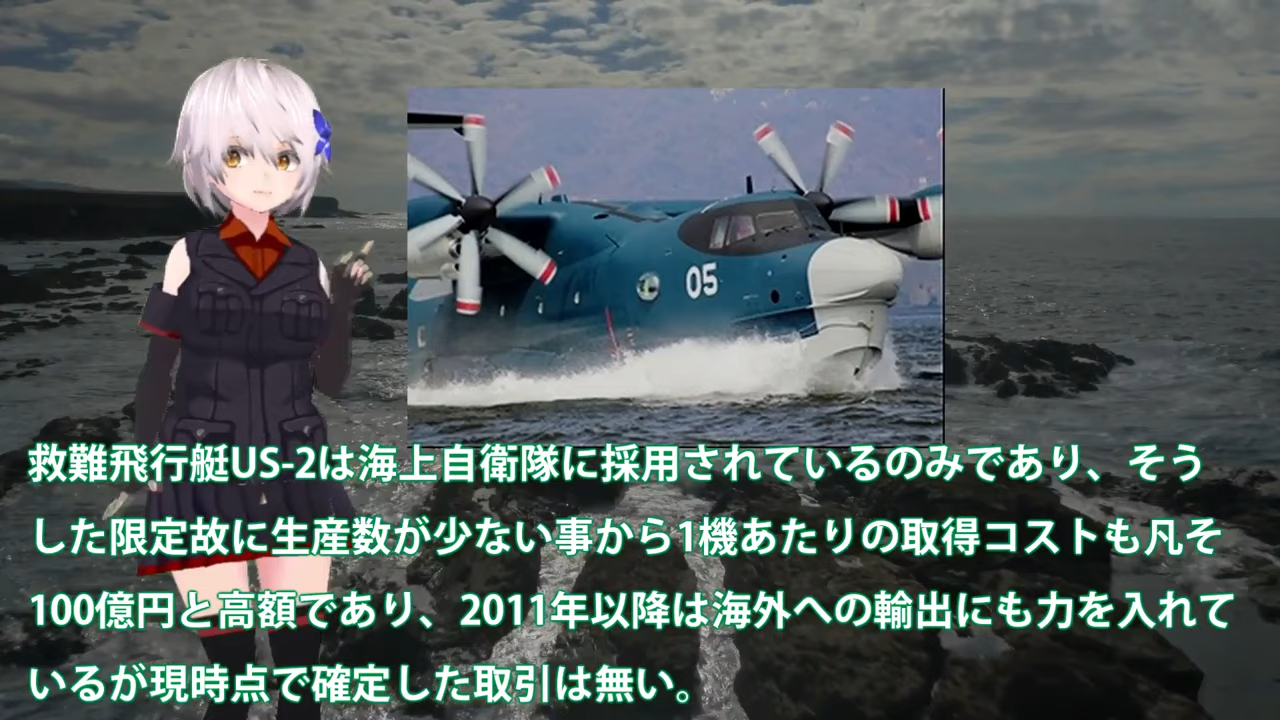 05
救難飛行艇US-2は海上自衛隊に採用されているのみであり、そう
した限定故に生産数が少ない事から1機あたりの取得コストも凡そ
100億円と高額であり、2011年以降は海外への輸出にも力を入れて
いるが現時点で確定した取引は無い。